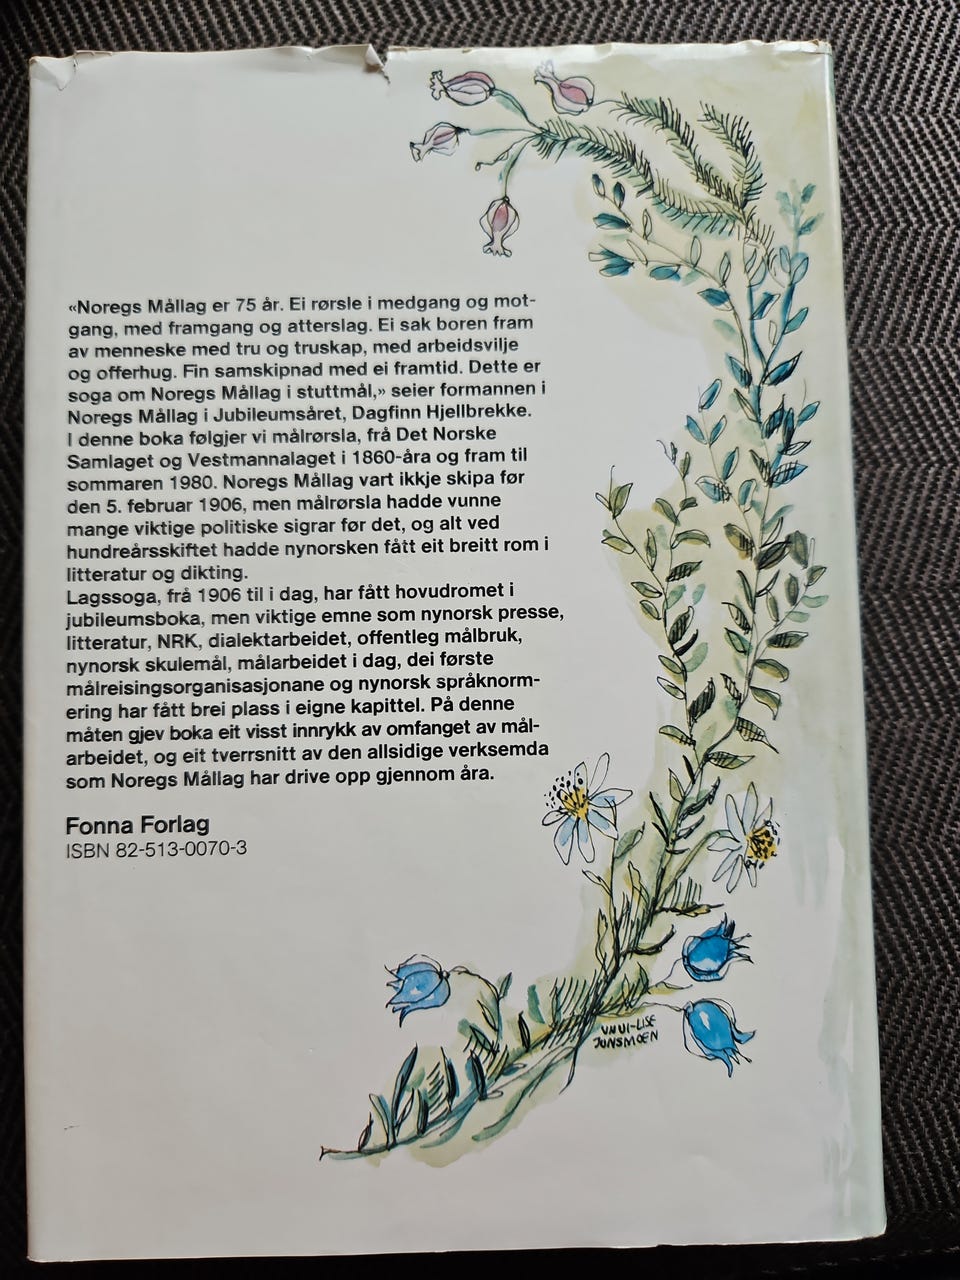 «Noregs Mållag er 75 år. Ei rørsle i medgang og mot-
gang, med framgang og atterslag. Ei sak boren fram
av menneske med tru og truskap, med arbeidsvilje
og offerhug. Fin samskipnad med ei framtid. Dette er
soga om Noregs Mållag i stuttmål,» seier formannen i
Noregs Mållag i Jubileumsåret, Dagfinn Hjellbrekke.
I denne boka følgjer vi målrørsla, frå Det Norske
Samlaget og Vestmannalaget i 1860-åra og fram til
sommaren 1980. Noregs Mållag vart ikkje skipa før
den 5. februar 1906, men målrørsla hadde vunne
mange viktige politiske sigrar før det, og alt ved
hundreårsskiftet hadde nynorsken fått eit breitt rom i
litteratur og dikting.
Lagssoga, frå 1906 til i dag, har fått hovudromet i
jubileumsboka, men viktige emne som nynorsk presse,
litteratur, NRK, dialektarbeidet, offentleg målbruk,
nynorsk skulemål, målarbeidet i dag, dei første
målreisingsorganisasjonane og nynorsk språknorm-
ering har fått brei plass i eigne kapittel. På denne
måten gjev boka eit visst innrykk av omfanget av mål-
arbeidet, og eit tverrsnitt av den allsidige verksemda
som Noregs Mållag har drive opp gjennom åra.
Fonna Forlag
ISBN 82-513-0070-3
UNUI-LISE
JONSMOEN